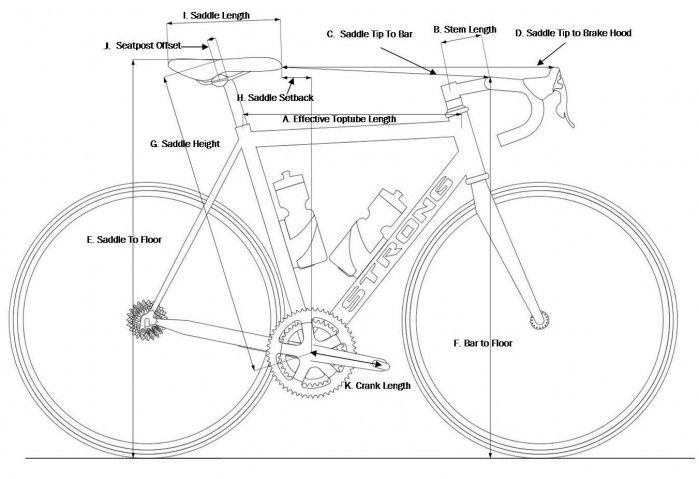 I. Saddle Length
B. Stem Length
C. Saddle Tip To Bar
D. Saddle Tip to Brake Hood
J. Seatpost Offset
H. Saddle Setback
A. Effective Toptube Length
G. Saddle Height
STRONG
E. Saddle To Floor
F. Bar to Floor
K. Crank Length